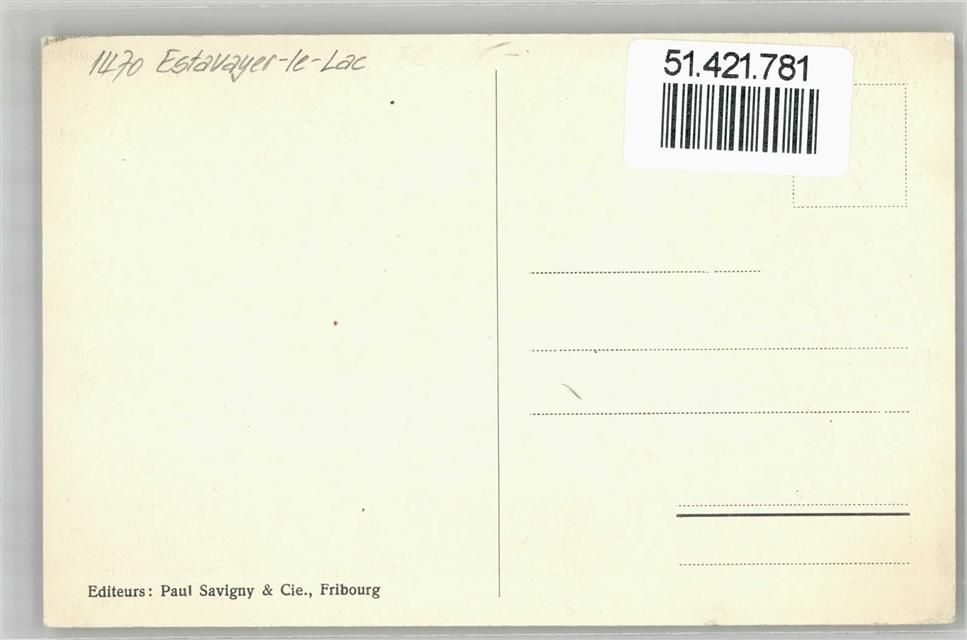 1470 Estavayer-le-Lac
51.421.781
Editeurs: Paul Savigny & Cie., Fribourg